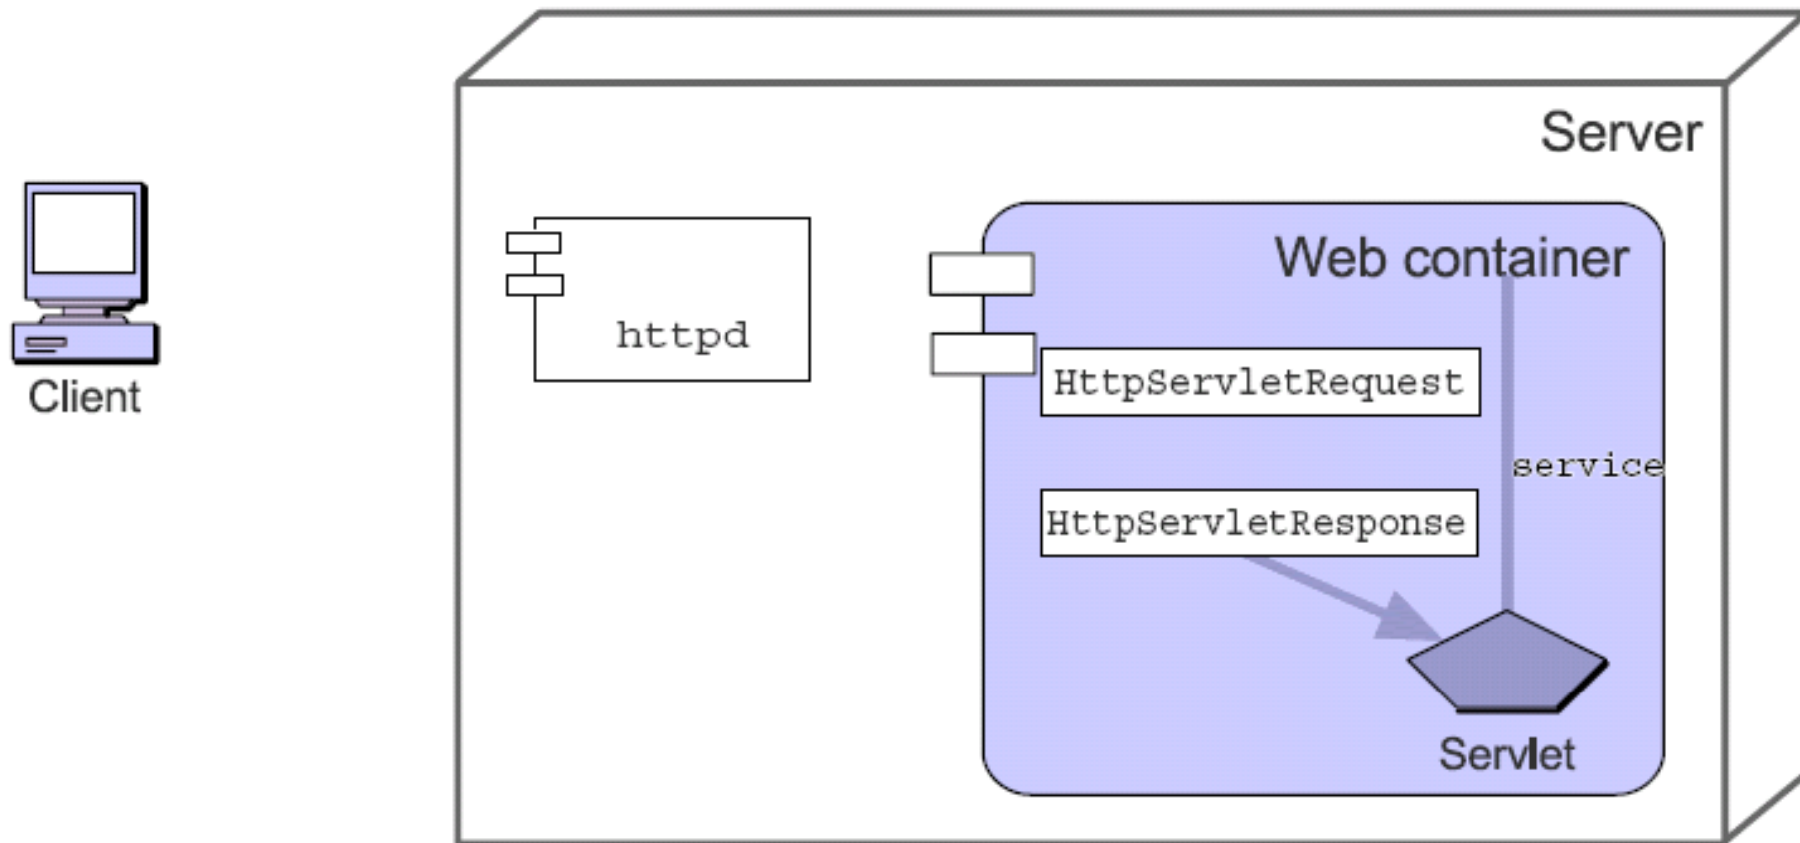 Server
Web container
httpd
HttpServletRequest
Client
service
HttpServletResponse
Servlet